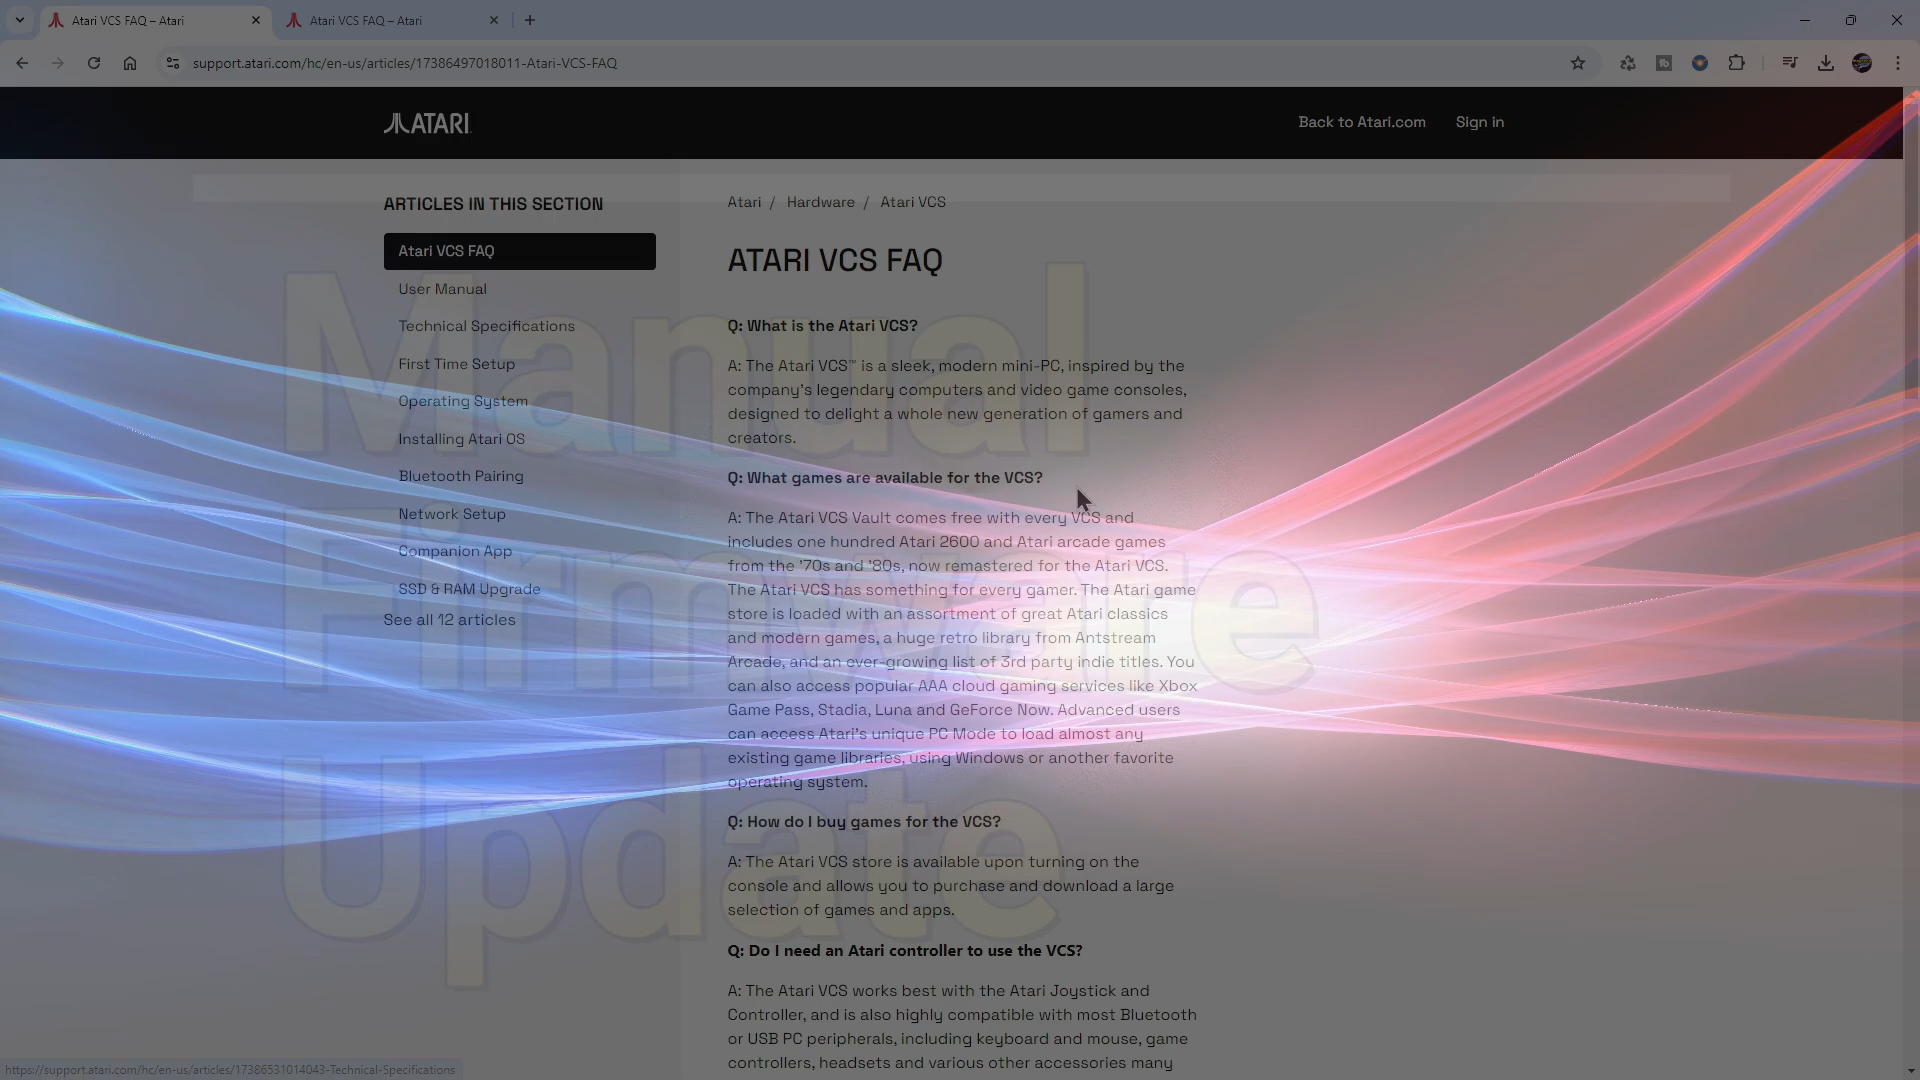 Atari VCS FAQ – Atari
Atari VCS FAQ – Atari
support.atari.com/hc/en-us/articles/17386497018011-Atari-VCS-FAQ
ATARI
Back to Atari.com
Sign in
ARTICLES IN THIS SECTION
Atari VCS FAQ
User Manual
Technical Specifications
First Time Setup
Operating System
Installing Atari OS
Bluetooth Pairing
Network Setup
Companion App
SSD & RAM Upgrade
See all 12 articles
Atari / Hardware / Atari VCS
ATARI VCS FAQ
Q: What is the Atari VCS?
A: The Atari VCS™ is a sleek, modern mini-PC, inspired by the
company's legendary computers and video game consoles,
designed to delight a whole new generation of gamers and
creators.
Q: What games are available for the VCS?
A: The Atari VCS Vault comes free with every VCS and
includes one hundred Atari 2600 and Atari arcade games
from the '70s and '80s, now remastered for the Atari VCS.
The Atari VCS has something for every gamer. The Atari game
store is loaded with an assortment of great Atari classics
and modern games, a huge retro library from Antstream
Arcade, and an ever-growing list of 3rd party indie titles. You
can also access popular AAA cloud gaming services like Xbox
Game Pass, Stadia, Luna and GeForce Now. Advanced users
can access Atari's unique PC Mode to load almost any
existing game libraries, using Windows or another favorite
operating system.
Q: How do I buy games for the VCS?
A: The Atari VCS store is available upon turning on the
console and allows you to purchase and download a large
selection of games and apps.
Q: Do I need an Atari controller to use the VCS?
A: The Atari VCS works best with the Atari Joystick and
Controller, and is also highly compatible with most Bluetooth
or USB PC peripherals, including keyboard and mouse, game
controllers, headsets and various other accessories many
Manual
Firmware
Update
https://support.atari.com/hc/en-us/articles/17386531014043-Technical-Specifications